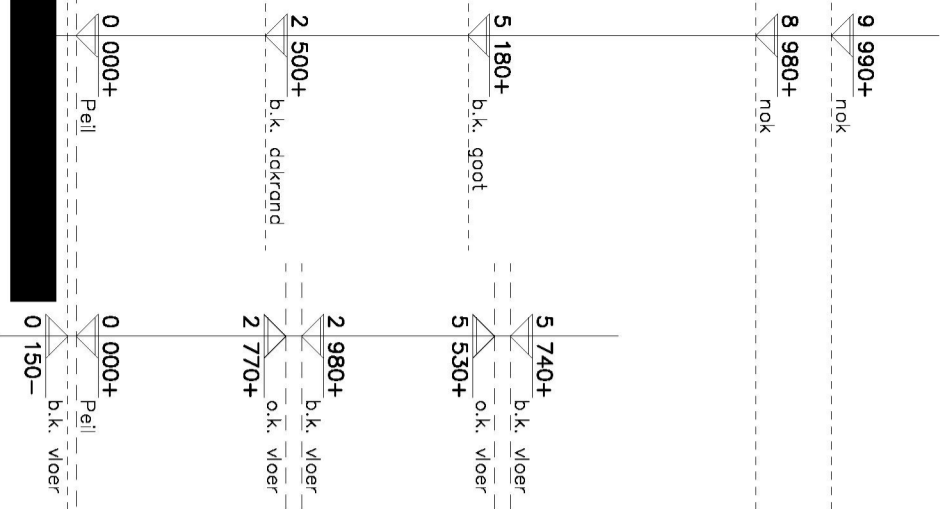 9 990+
nok
8 980+
nok
5 180+
b.k. goot
2 500+
b.k. dakrand
0 000+
Peil
5 740+
b.k. vloer
5 530+
o.k. vloer
2 980+
b.k. vloer
2 770+
o.k. vloer
0 000+
Peil
0 150-
b.k. vloer